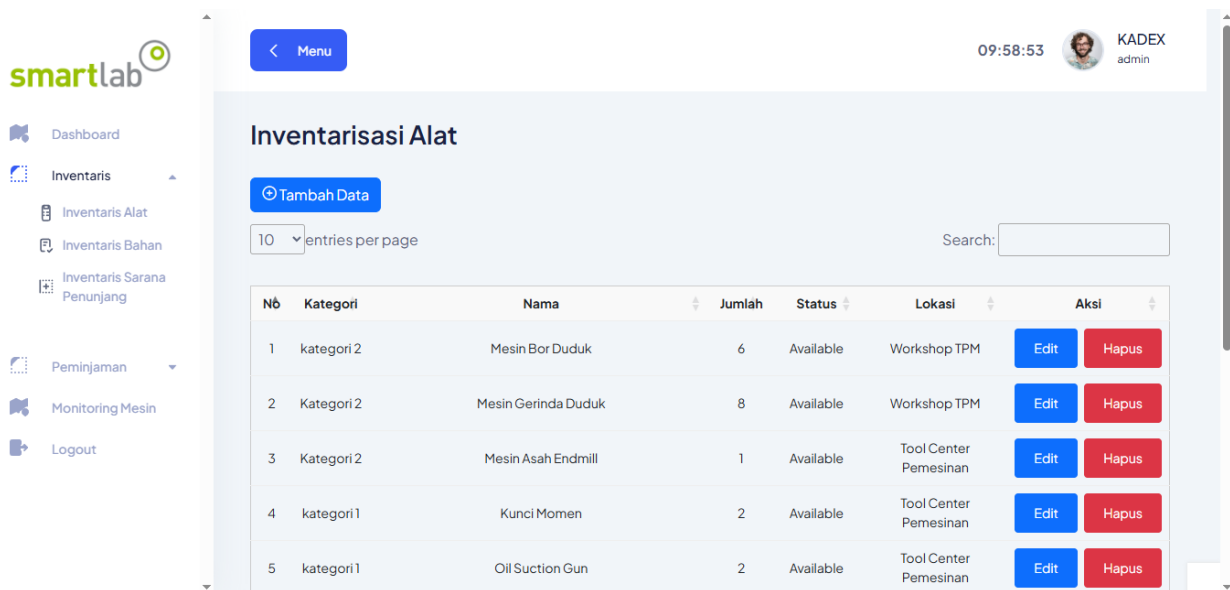 smartlab
Menu
09:58:53
KADEX
admin
Dashboard
Inventaris
Inventaris Alat
Inventaris Bahan
Inventaris Sarana
Penunjang
Peminjaman
Monitoring Mesin
Logout
Inventarisasi Alat
Tambah Data
10 entries per page
Search:
No Kategori Nama Jumlah Status Lokasi Aksi
1 kategori 2 Mesin Bor Duduk 6 Available Workshop TPM Edit Hapus
2 Kategori 2 Mesin Gerinda Duduk 8 Available Workshop TPM Edit Hapus
3 Kategori 2 Mesin Asah Endmill 1 Available Tool Center Pemesinan Edit Hapus
4 kategori 1 Kunci Momen 2 Available Tool Center Pemesinan Edit Hapus
5 kategori 1 Oil Suction Gun 2 Available Tool Center Pemesinan Edit Hapus